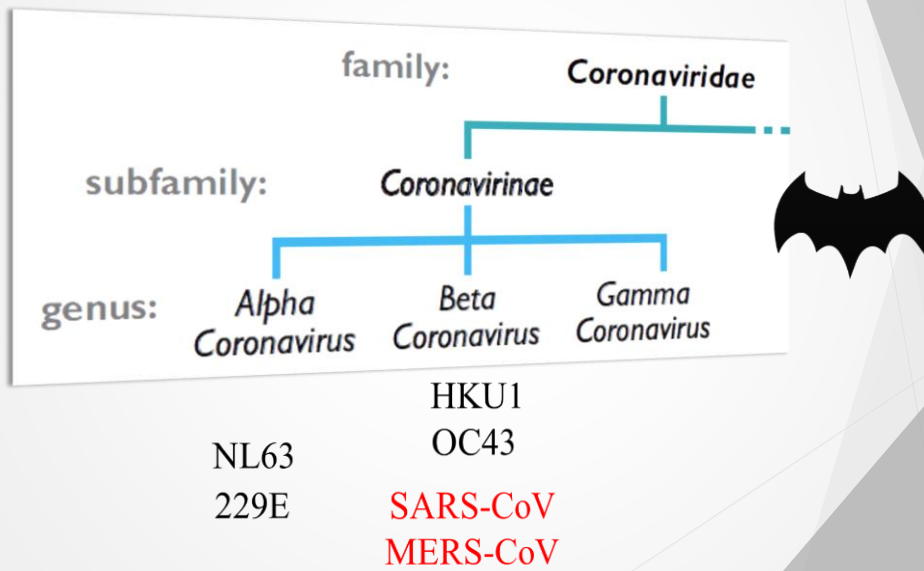 family: Coronaviridae
subfamily: Coronavirinae
genus: Alpha Coronavirus Beta Coronavirus Gamma Coronavirus
HKU1
OC43
NL63
229E
SARS-CoV
MERS-CoV